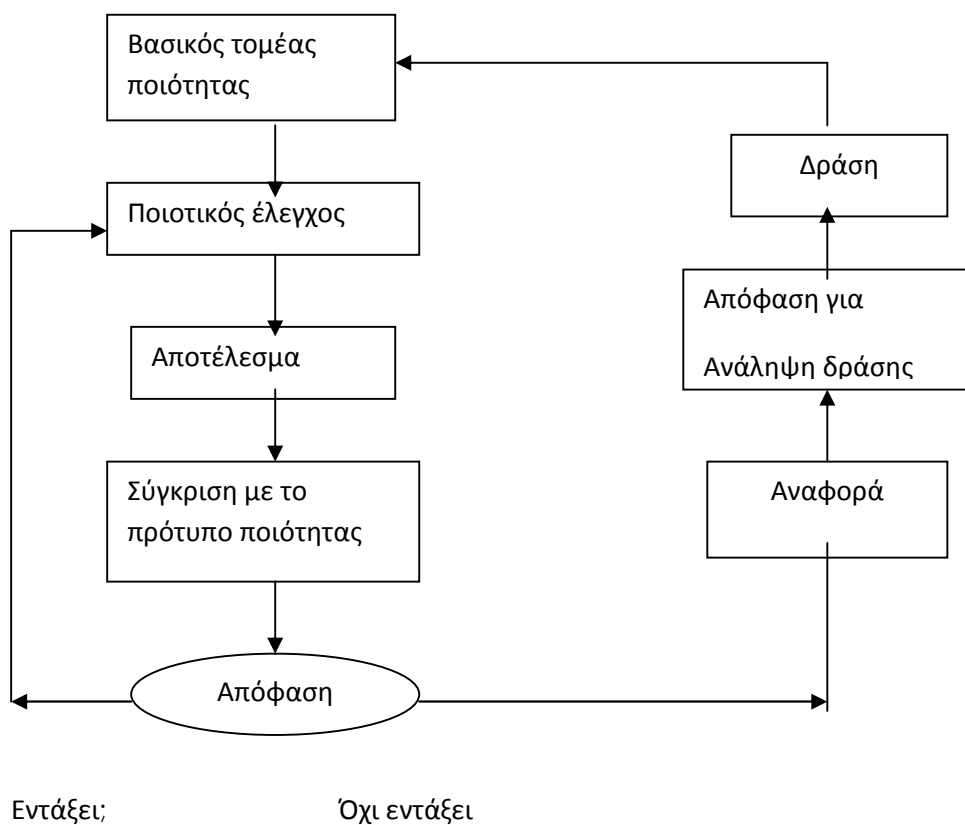 Βασικός τομέας
ποιότητας
Δράση
Ποιοτικός έλεγχος
Απόφαση για
Ανάληψη δράσης
Αποτέλεσμα
Σύγκριση με το
πρότυπο ποιότητας
Αναφορά
Απόφαση
Εντάξει;
Όχι εντάξει